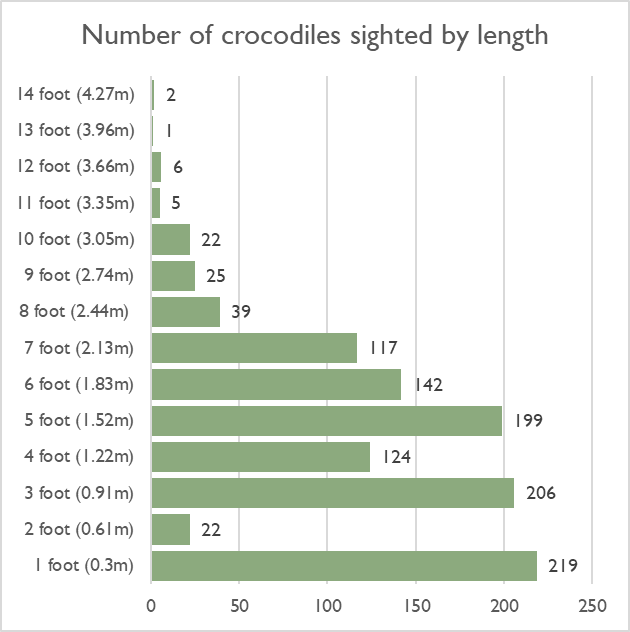 Number of crocodiles sighted by length
14 foot (4.27m) 2
13 foot (3.96m) 1
12 foot (3.66m) 6
11 foot (3.35m) 5
10 foot (3.05m) 22
9 foot (2.74m) 25
8 foot (2.44m) 39
7 foot (2.13m) 117
6 foot (1.83m) 142
5 foot (1.52m) 199
4 foot (1.22m) 124
3 foot (0.91m) 206
2 foot (0.61m) 22
1 foot (0.3m) 219
0 50 100 150 200 250